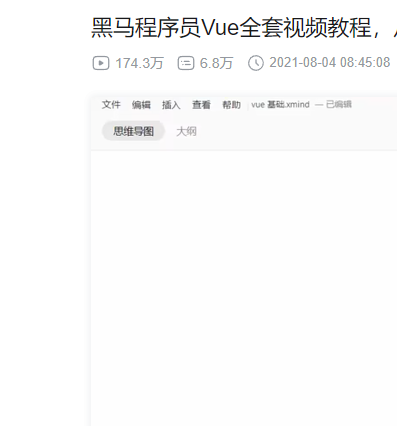 黑马程序员Vue全套视频教程，
174.3万 6.8万 2021-08-04 08:45:08
文件 编辑 插入 查看 帮助 vue 基础.xmind — 已编辑
思维导图 大纲